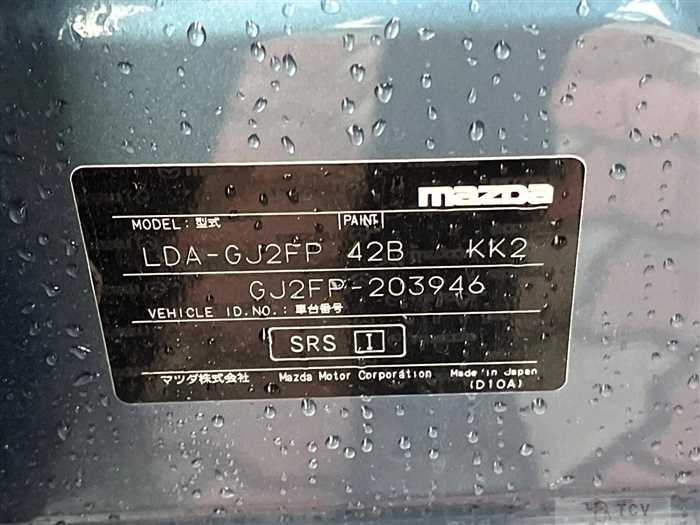 mazda
MODEL: 型式 PAINT
LDA-GJ2FP 42B KK2
GJ2FP-203946
VEHICLE ID.NO.: 車台番号
SRS I
マツダ株式会社 Mazda Motor Corporation Made in Japan
(D10A)
TCV